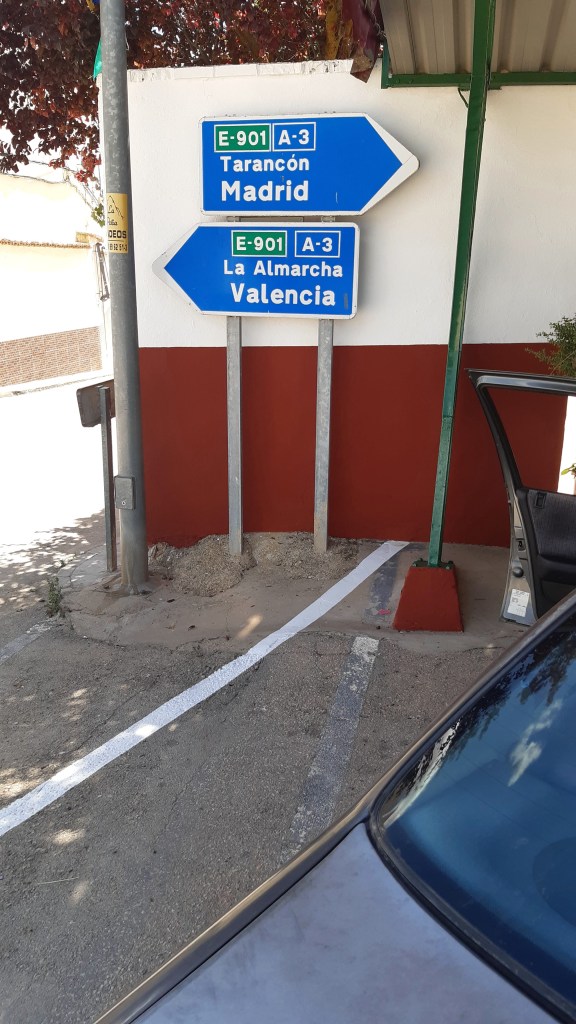 E-901 A-3
Tarancón
Madrid
E-901 A-3
La Almarcha
Valencia